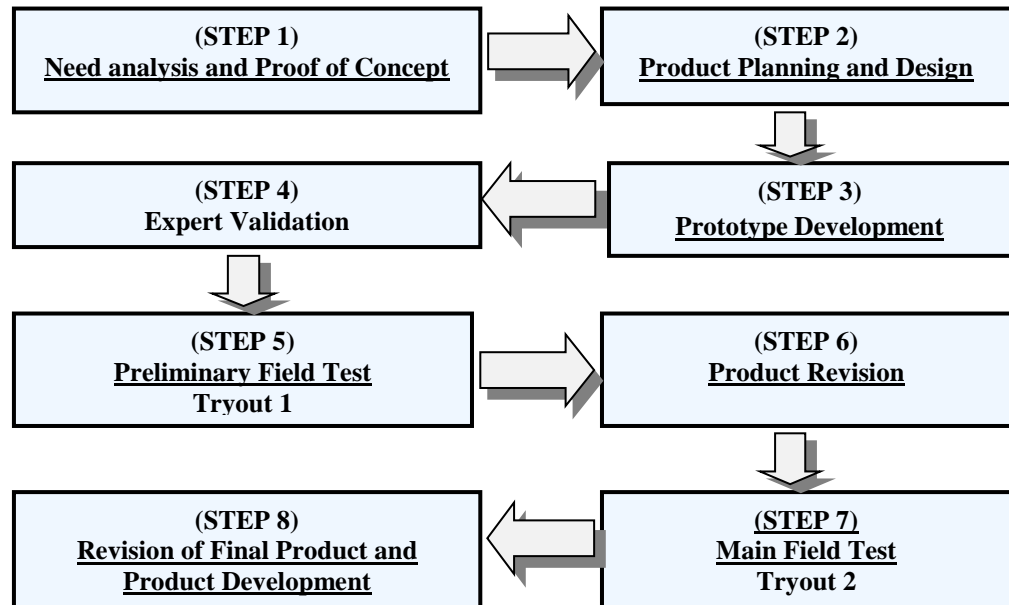 (STEP 1)
Need analysis and Proof of Concept
(STEP 2)
Product Planning and Design
(STEP 3)
Prototype Development
(STEP 4)
Expert Validation
(STEP 5)
Preliminary Field Test
Tryout 1
(STEP 6)
Product Revision
(STEP 7)
Main Field Test
Tryout 2
(STEP 8)
Revision of Final Product and
Product Development